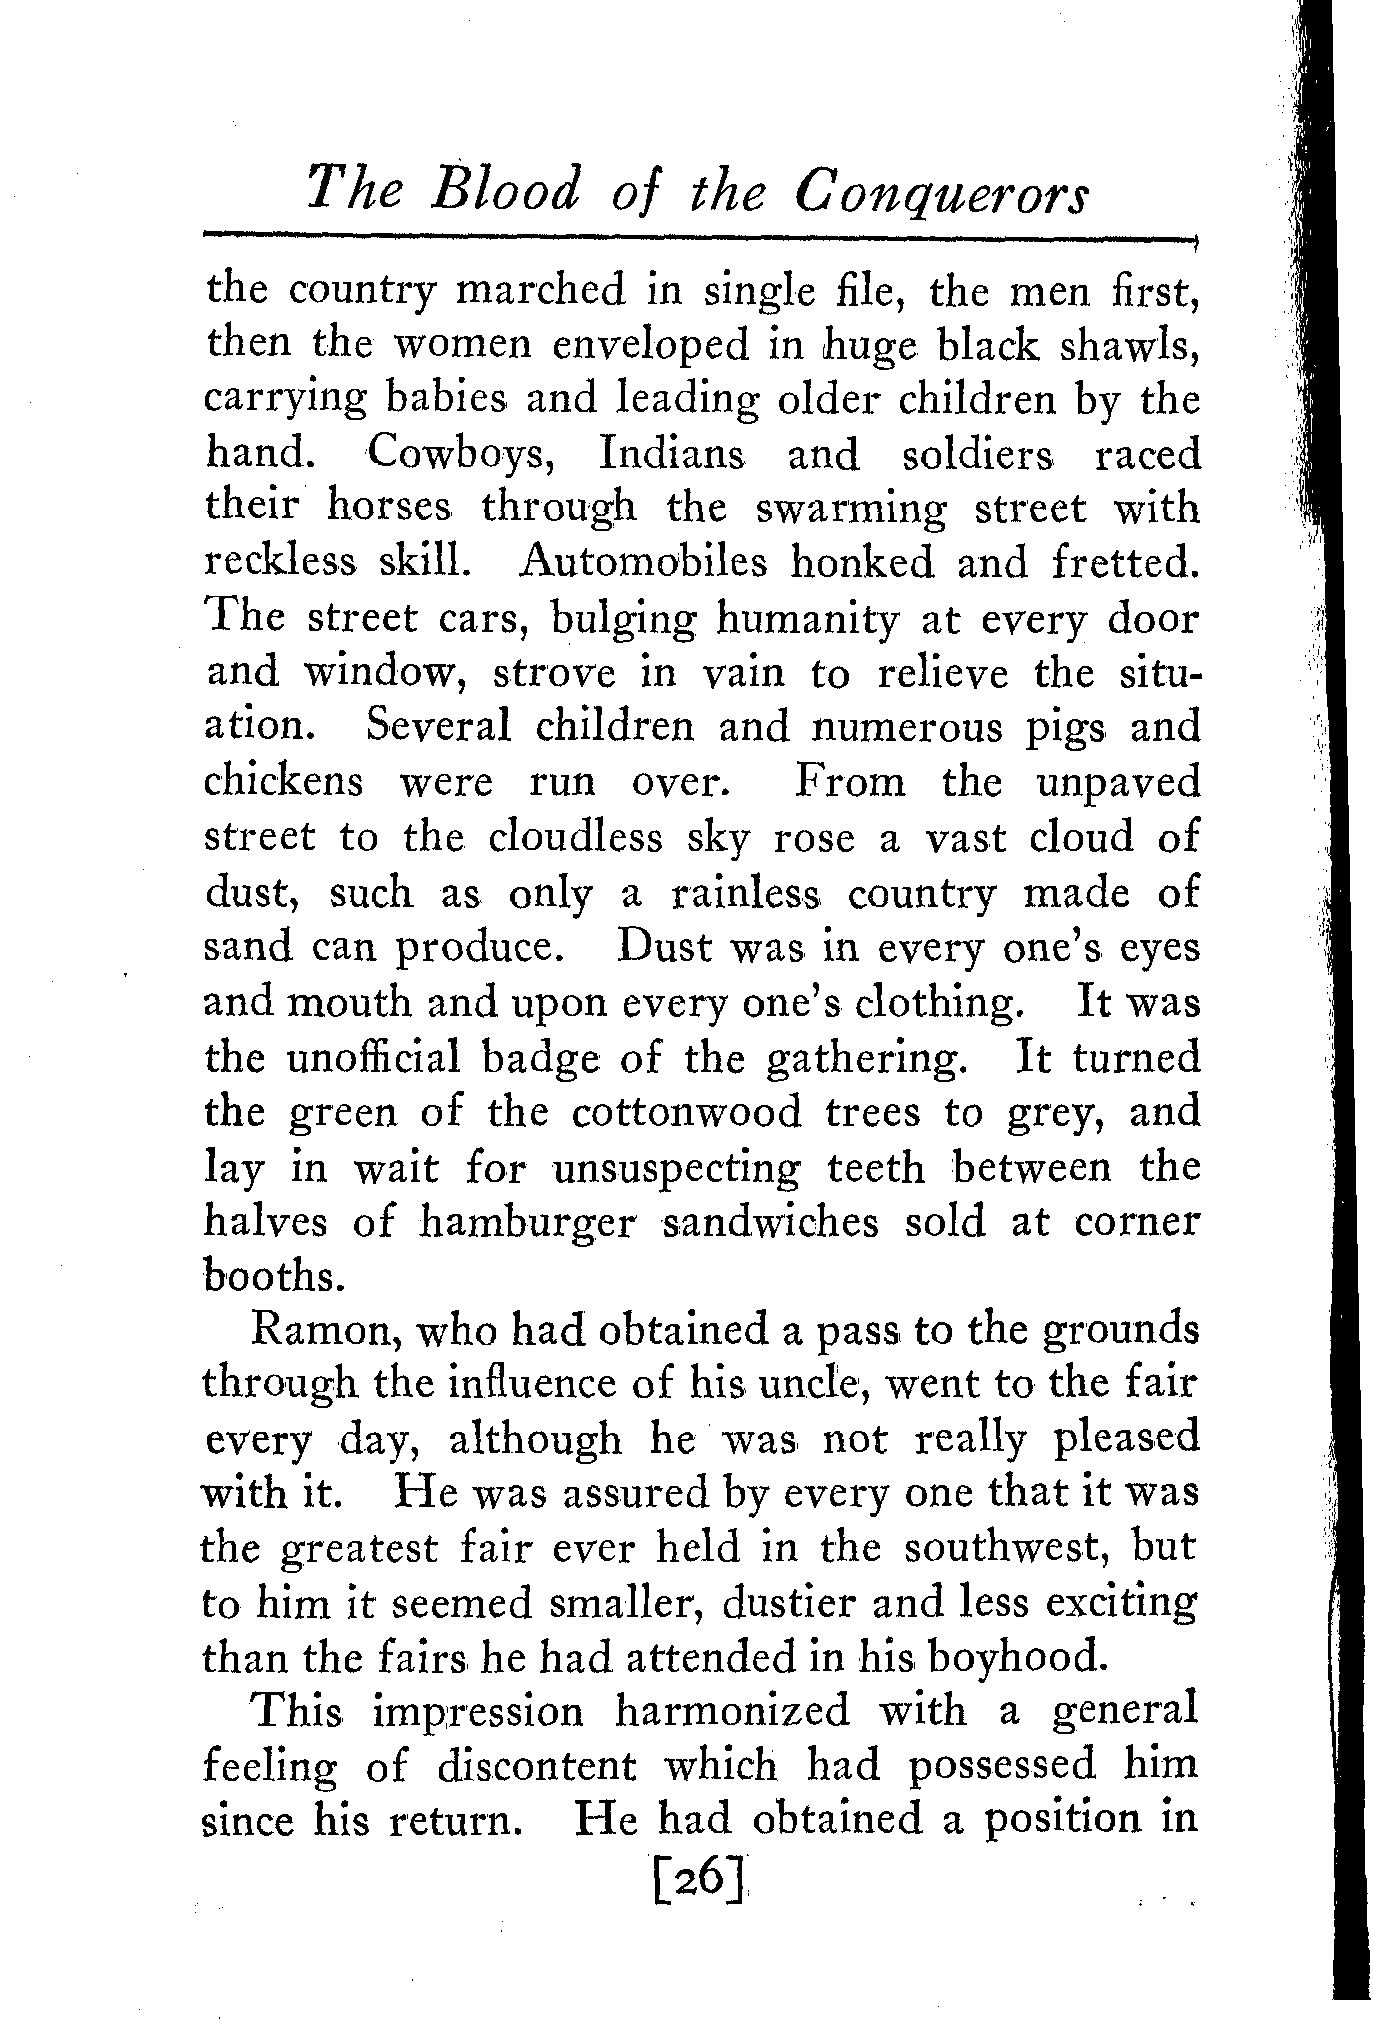 The Blood of the Conquerors
the country marched in single file, the men first,
then the women enveloped in huge black shawls,
carrying babies and leading older children by the
hand. Cowboys, Indians and soldiers raced
their horses through the swarming street with
reckless skill. Automobiles honked and fretted.
The street cars, bulging humanity at every door
and window, strove in vain to relieve the situ-
ation. Several children and numerous pigs and
chickens were run over. From the unpaved
street to the cloudless sky rose a vast cloud of
dust, such as only a rainless country made of
sand can produce. Dust was in every one's eyes
and mouth and upon every one's clothing. It was
the unofficial badge of the gathering. It turned
the green of the cottonwood trees to grey, and
lay in wait for unsuspecting teeth between the
halves of hamburger sandwiches sold at corner
booths.
Ramon, who had obtained a pass to the grounds
through the influence of his uncle, went to the fair
every day, although he was not really pleased
with it. He was assured by every one that it was
the greatest fair ever held in the southwest, but
to him it seemed smaller, dustier and less exciting
than the fairs he had attended in his boyhood.
This impression harmonized with a general
feeling of discontent which had possessed him
since his return. He had obtained a position in
[26]